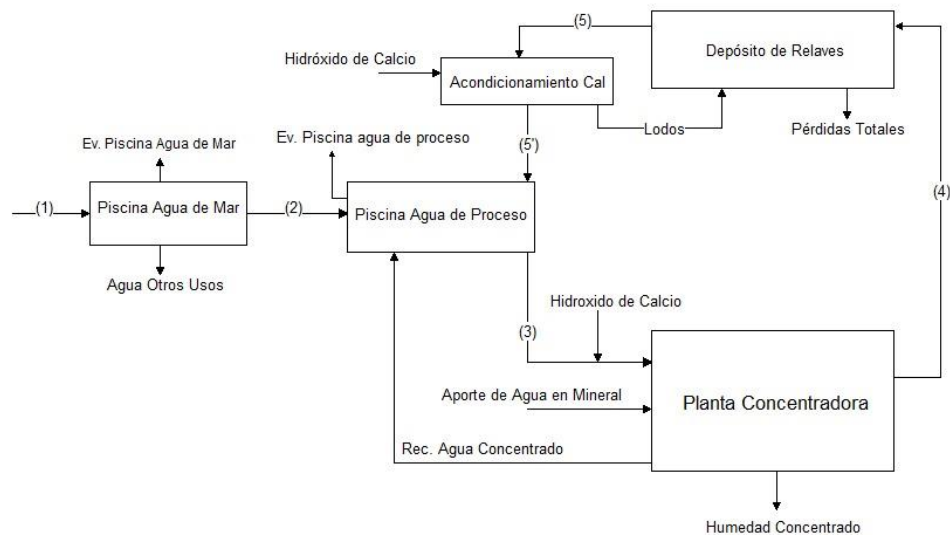 (5)
Depósito de Relaves
Hidróxido de Calcio
Acondicionamiento Cal
Lodos
Pérdidas Totales
Ev. Piscina Agua de Mar
Ev. Piscina agua de proceso
(5')
(4)
(1)
Piscina Agua de Mar
(2)
Piscina Agua de Proceso
Agua Otros Usos
Hidroxido de Calcio
(3)
Aporte de Agua en Mineral
Planta Concentradora
Rec. Agua Concentrado
Humedad Concentrado